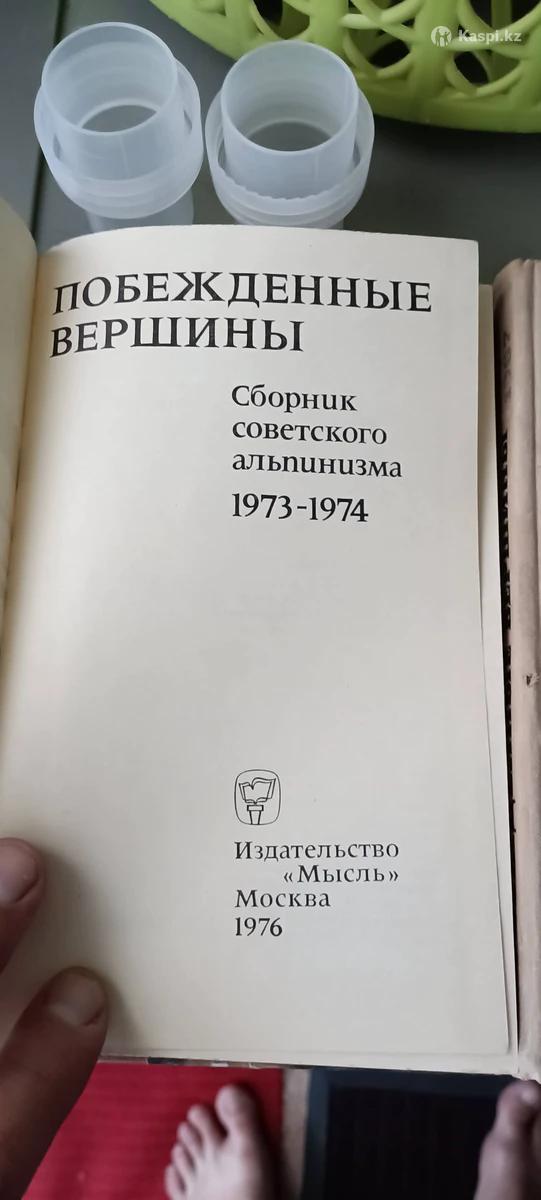 Kaspi.kz
ПОБЕЖДЕННЫЕ
ВЕРШИНЫ
Сборник
советского
альпинизма
1973-1974
Издательство
«Мысль»
Москва
1976